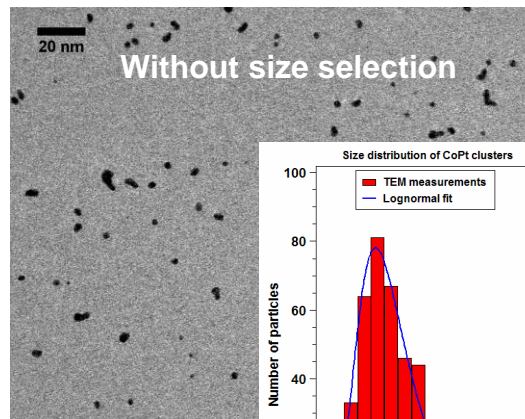 20 nm
Without size selection
Size distribution of CoPt clusters
TEM measurements
Lognormal fit
Number of particles
100
80
60
40